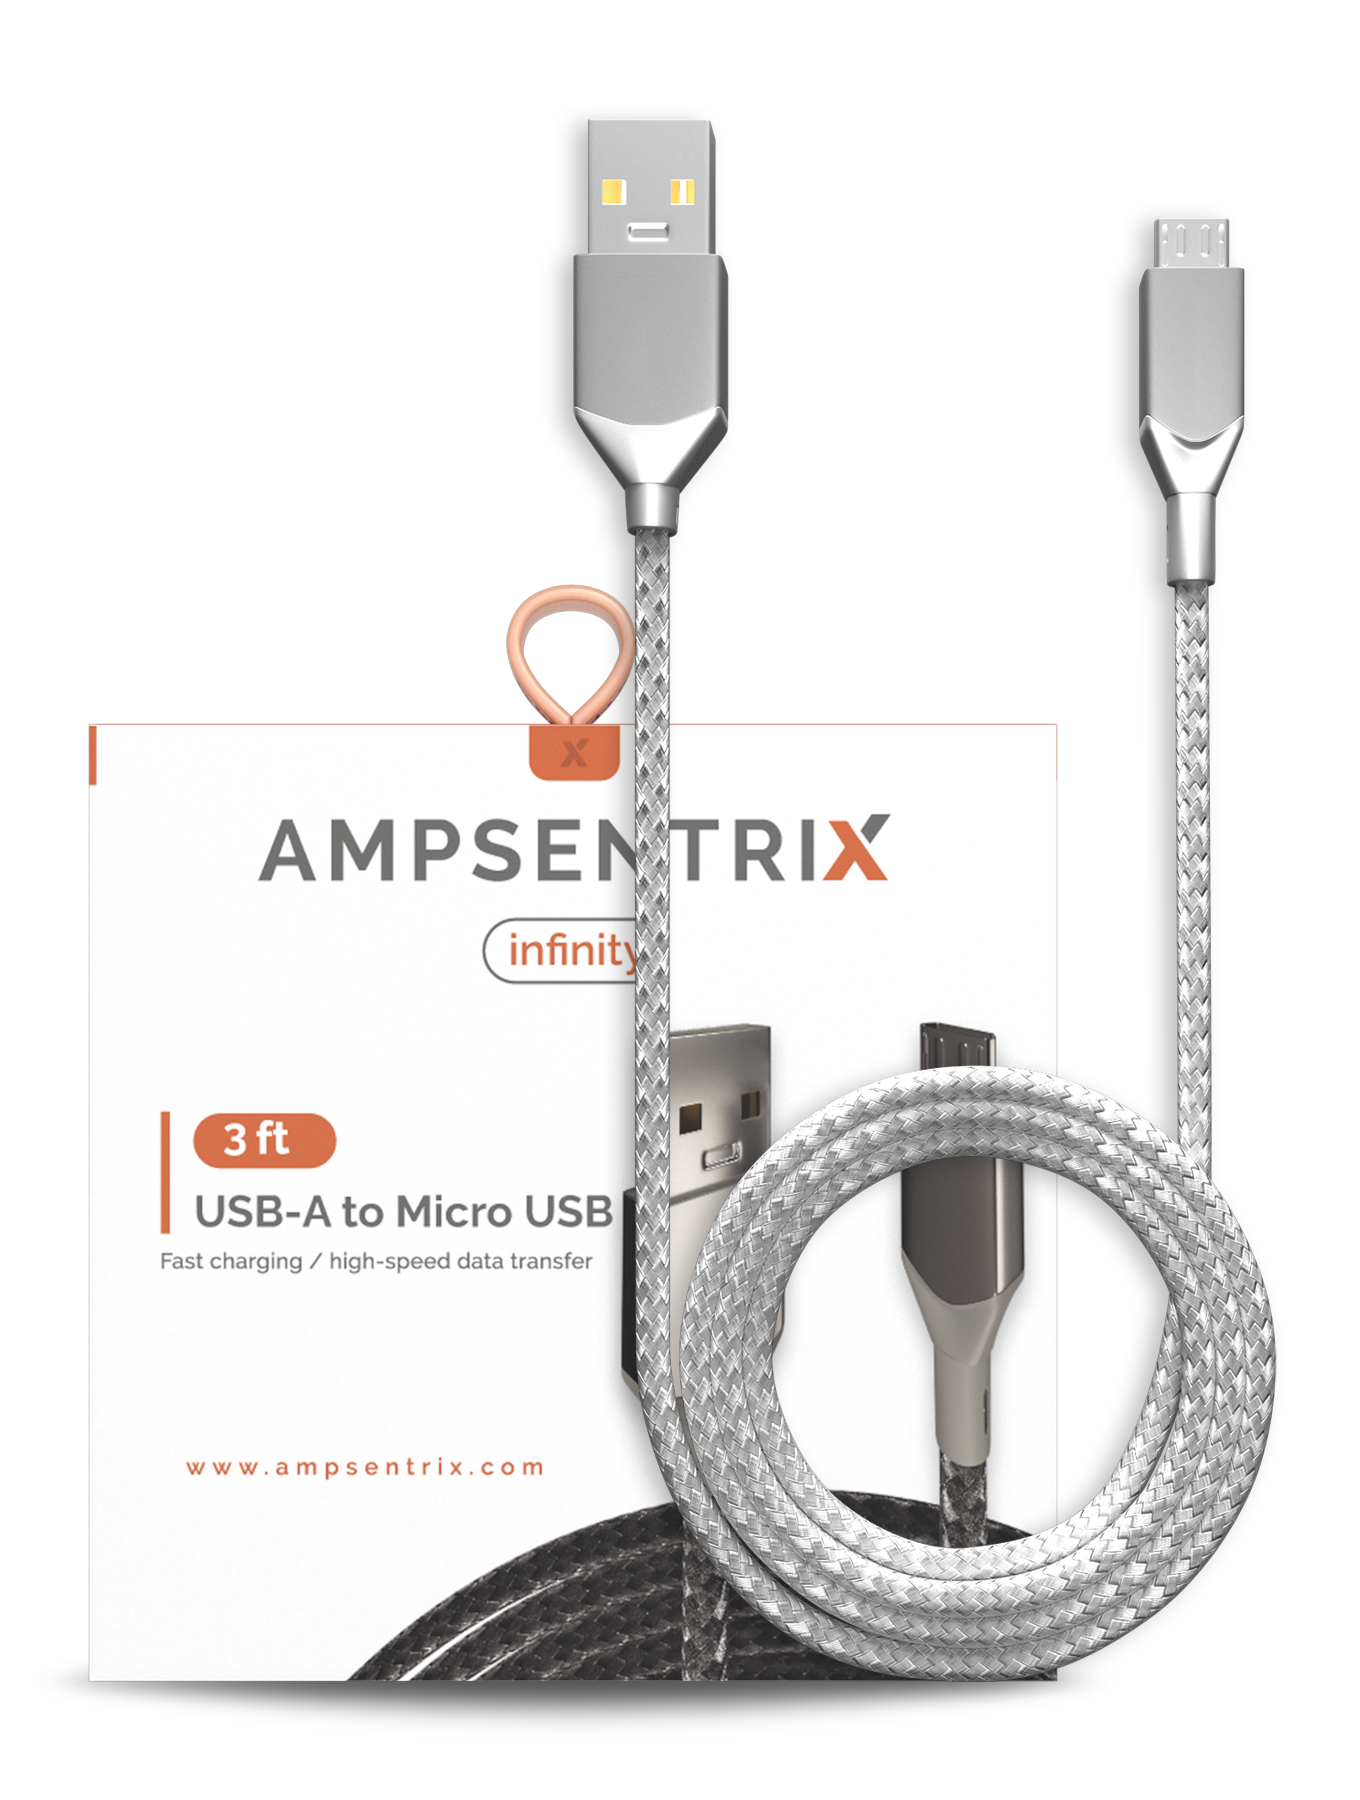 AMPSENTRIX
infinity
3 ft
USB-A to Micro USB
Fast charging / high-speed data transfer
www.ampsentrix.com